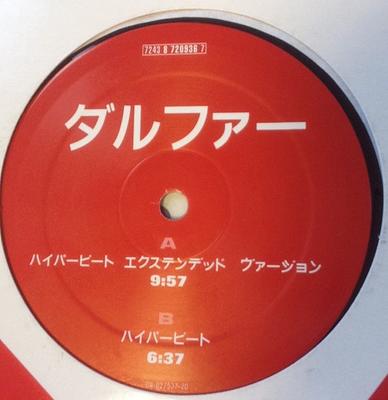 7243 8 720936 7
ダルファー
A
ハイパービート エクステンデッド ヴァージョン
9:57
B
ハイパービート
6:37